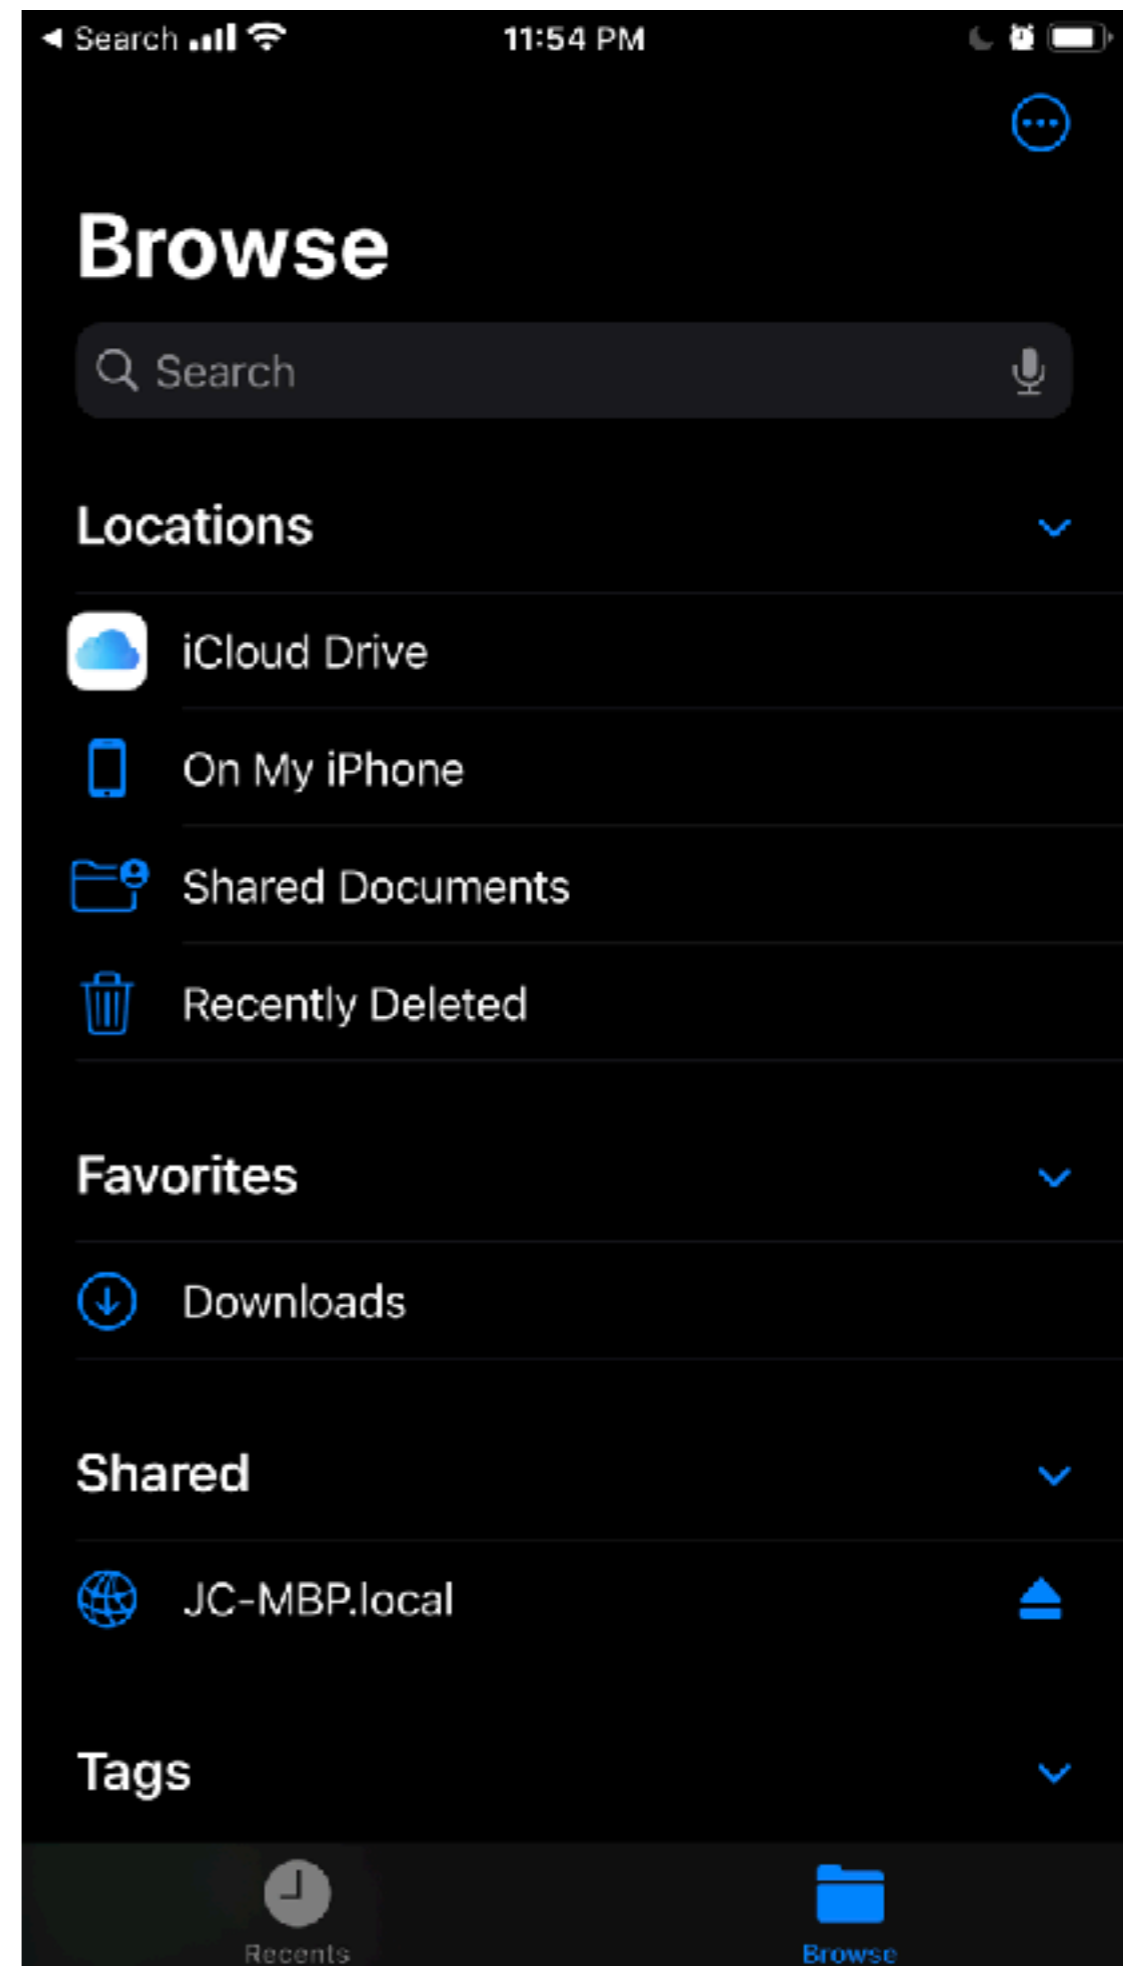 Search
11:54 PM
Browse
Search
Locations
iCloud Drive
On My iPhone
Shared Documents
Recently Deleted
Favorites
Downloads
Shared
JC-MBP.local
Tags
Recents
Browse